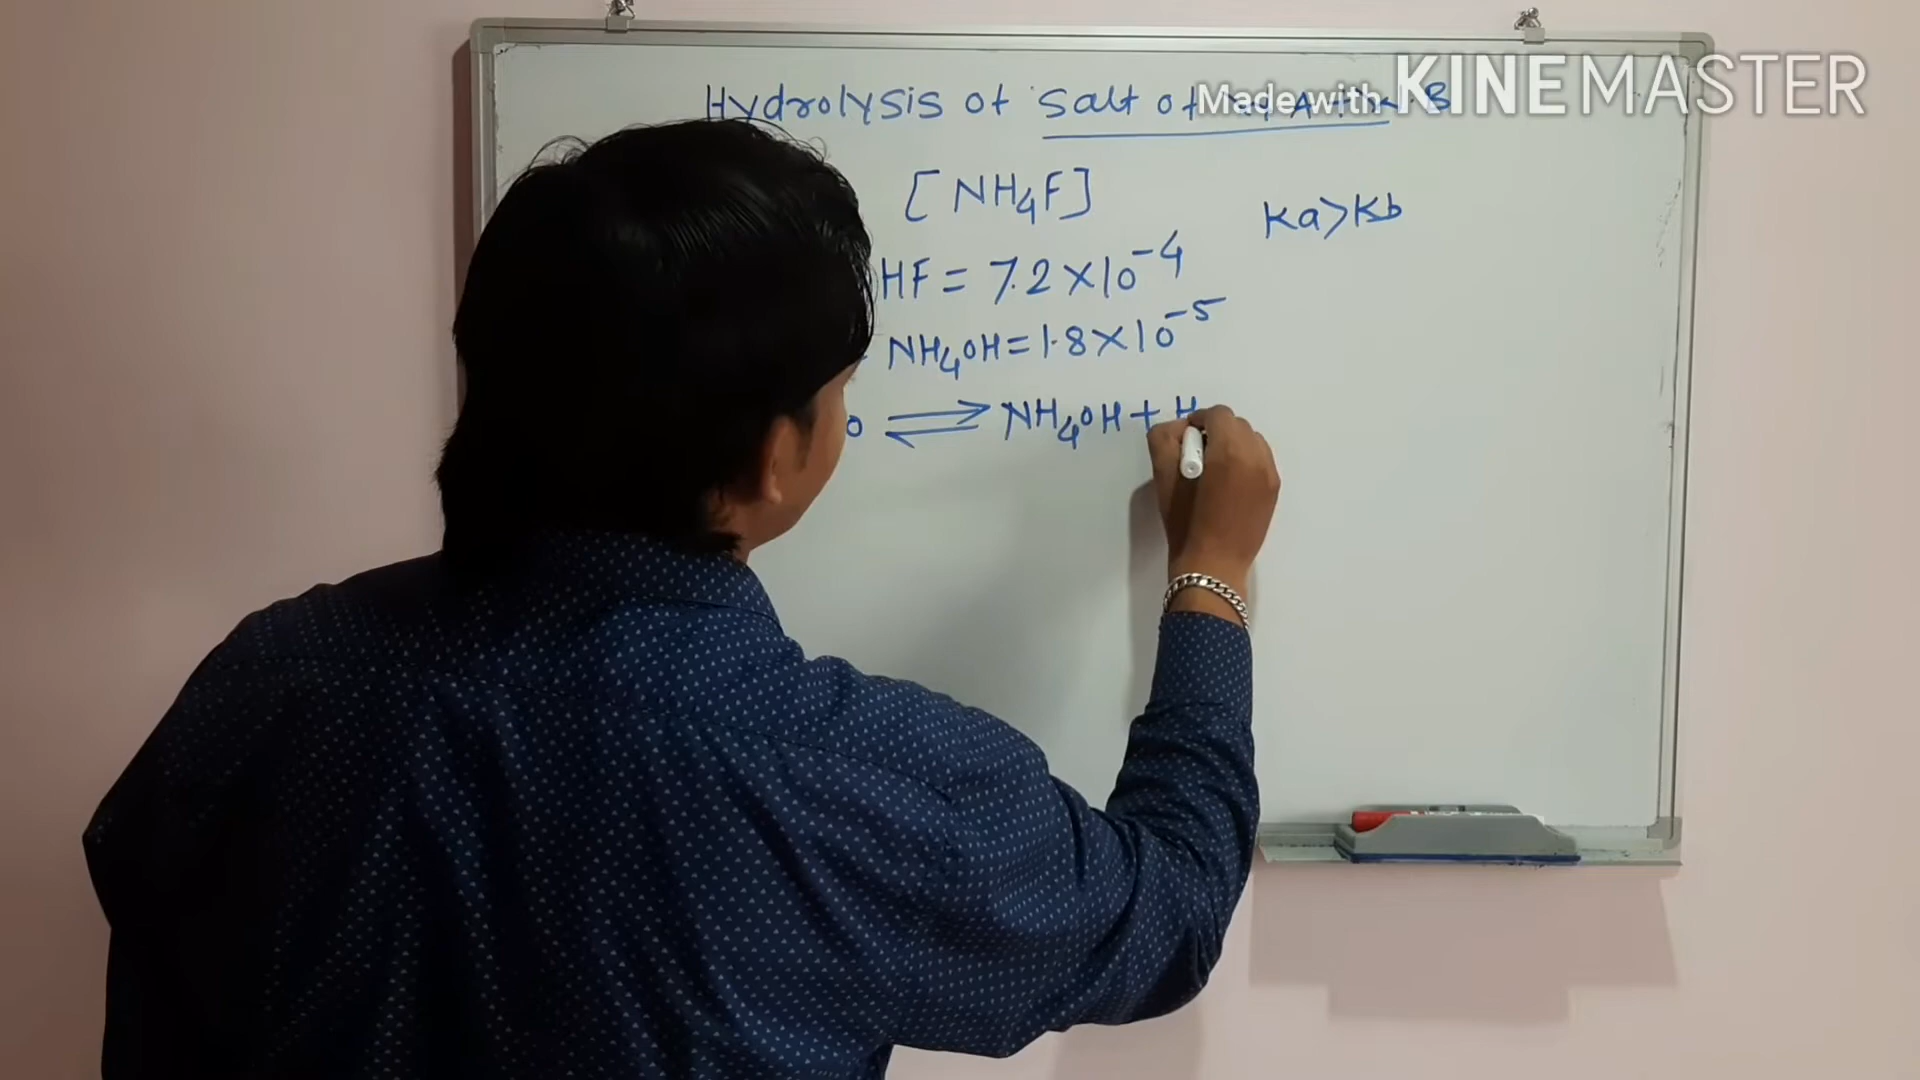 Hydrolysis of Salt of
Made with KINEMASTER
B
[NH₄F]
Ka>Kb
HF = 7.2×10⁻⁴
NH₄OH=1.8×10⁻⁵
o ⇌ NH₄OH + H